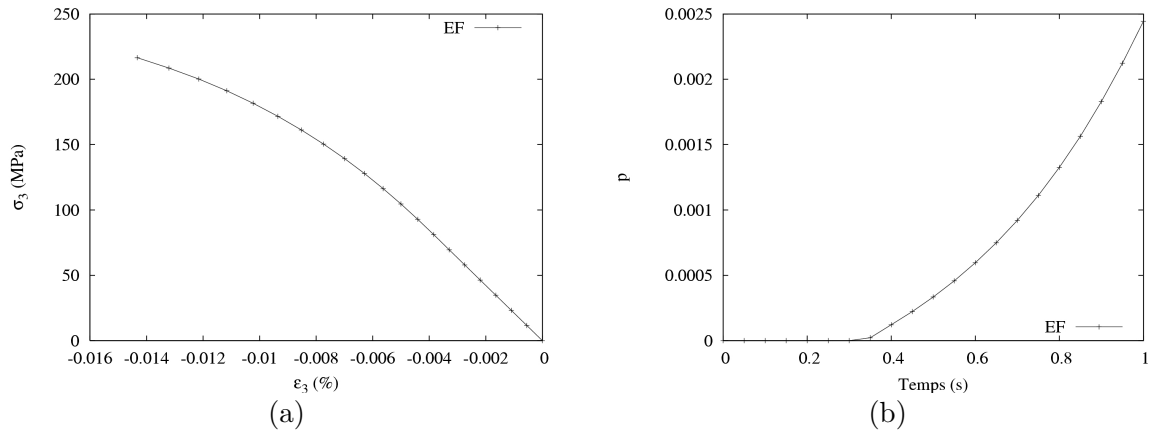 250
200
150
100
50
0
σ3 (MPa)
EF
-0.016 -0.014 -0.012 -0.01 -0.008 -0.006 -0.004 -0.002 0
ε3 (%)
(a)
0.0025
0.002
0.0015
0.001
0.0005
0
p
EF
0 0.2 0.4 0.6 0.8 1
Temps (s)
(b)